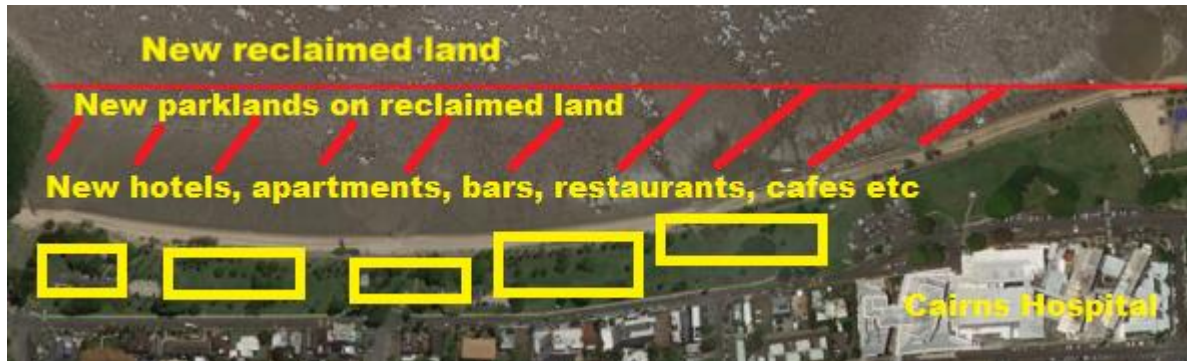 New reclaimed land
New parklands on reclaimed land
New hotels, apartments, bars, restaurants, cafes etc
Cairns Hospital